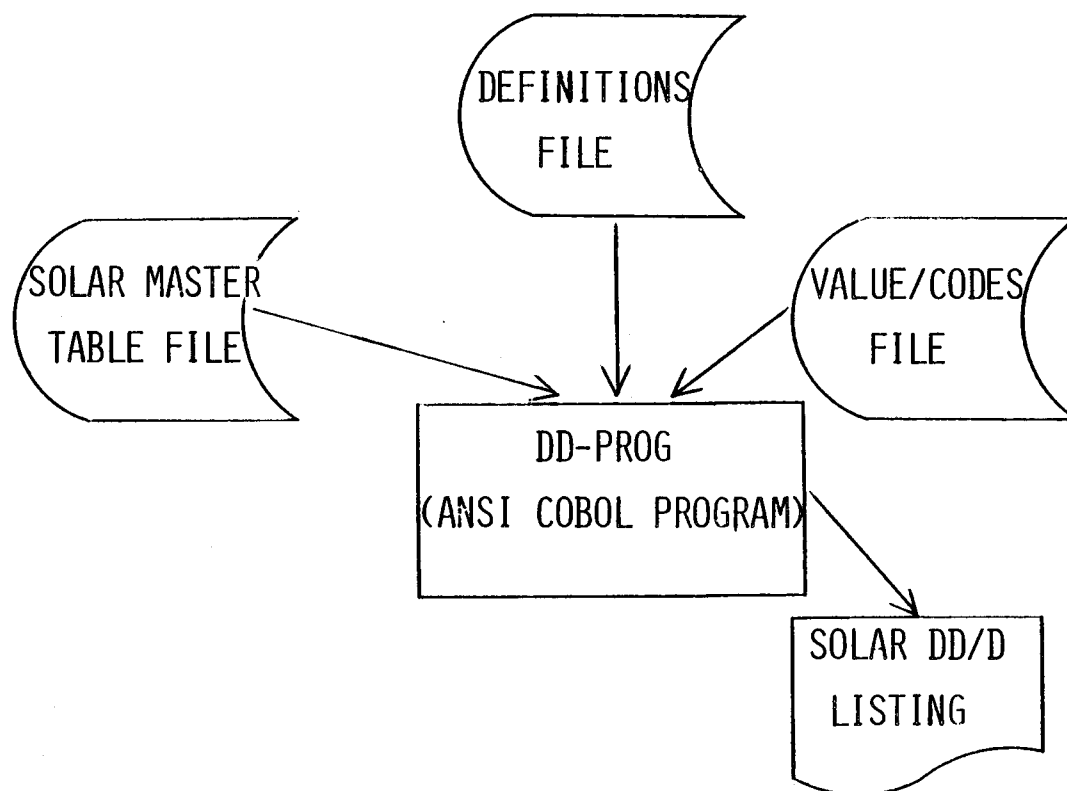 DEFINITIONS
FILE
SOLAR MASTER
TABLE FILE
VALUE/CODES
FILE
DD-PROG
(ANSI COBOL PROGRAM)
SOLAR DD/D
LISTING